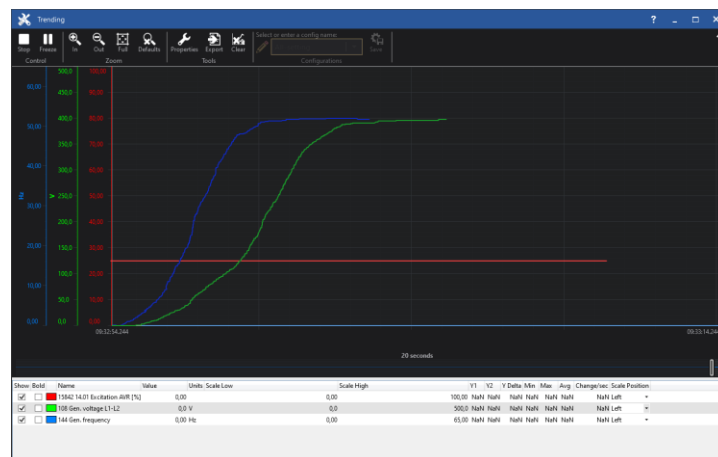 Trending
?
Stop Freeze In Out Full Defaults Properties Export Clear Select or enter a config name: Save
Control Zoom Tools Configurations
500,0 100,00
60,00 450,0 90,00
400,0 80,00
50,00 350,0 70,00
40,00 300,0 60,00
Hz V 250,0 50,00
30,00 200,0 40,00
20,00 150,0 30,00
100,0 20,00
10,00 50,0 10,00
0,00 0,0 0,00
09:32:54.244 09:33:14.244
20 seconds
Show Bold Name Value Units Scale Low Scale High Y1 Y2 Y Delta Min Max Avg Change/sec Scale Position
15842 14.01 Excitation AVR [%] 0,00 0,00 100,00 NaN NaN NaN NaN NaN NaN NaN Left
108 Gen. voltage L1-L2 0,0 V 0,0 500,0 NaN NaN NaN NaN NaN NaN NaN Left
144 Gen. frequency 0,00 Hz 0,00 65,00 NaN NaN NaN NaN NaN NaN NaN Left